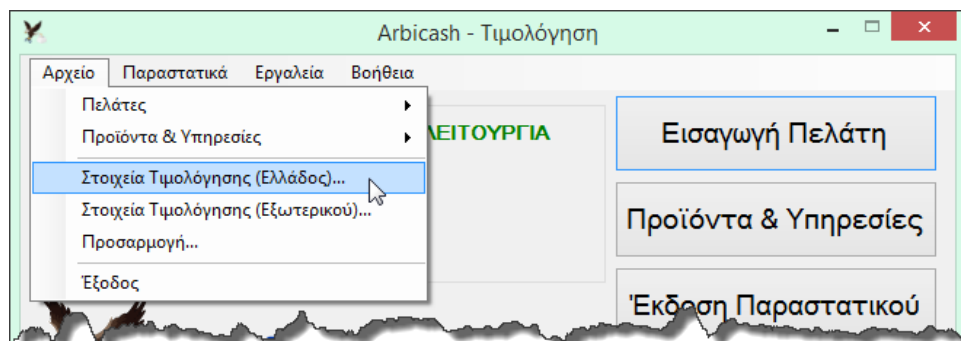 Arbicash - Τιμολόγηση
Αρχείο Παραστατικά Εργαλεία Βοήθεια
Πελάτες
Προϊόντα & Υπηρεσίες
Στοιχεία Τιμολόγησης (Ελλάδος)...
Στοιχεία Τιμολόγησης (Εξωτερικού)...
Προσαρμογή...
Έξοδος
Εισαγωγή Πελάτη
Προϊόντα & Υπηρεσίες
Έκδοση Παραστατικού